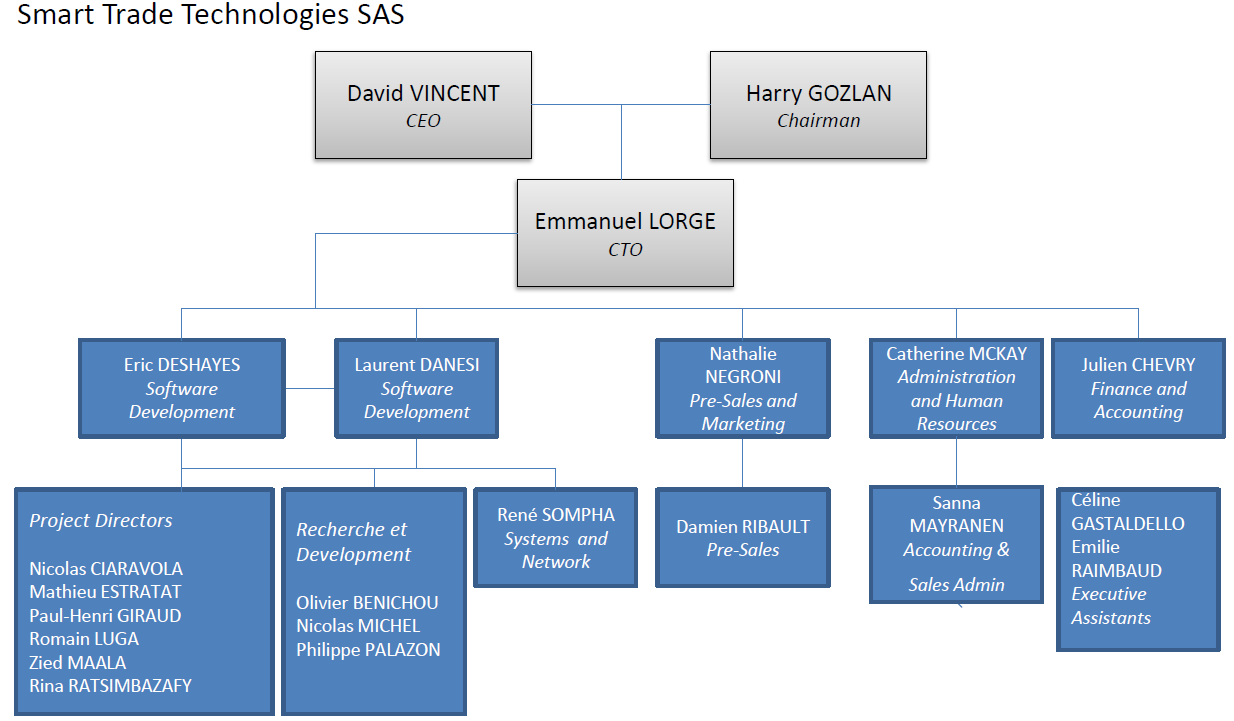 Smart Trade Technologies SAS
David VINCENT
CEO
Harry GOZLAN
Chairman
Emmanuel LORGE
CTO
Eric DESHAYES
Software
Development
Laurent DANESI
Software
Development
Nathalie
NEGRONI
Pre-Sales and
Marketing
Catherine MCKAY
Administration
and Human
Resources
Julien CHEVRY
Finance and
Accounting
Project Directors
Nicolas CIARAVOLA
Mathieu ESTRATAT
Paul-Henri GIRAUD
Romain LUGA
Zied MAALA
Rina RATSIMBAZAFY
Recherche et
Development
Olivier BENICHOU
Nicolas MICHEL
Philippe PALAZON
René SOMPHA
Systems and
Network
Damien RIBAULT
Pre-Sales
Sanna
MAYRANEN
Accounting &
Sales Admin
Céline
GASTALDELLO
Emilie
RAIMBAUD
Executive
Assistants